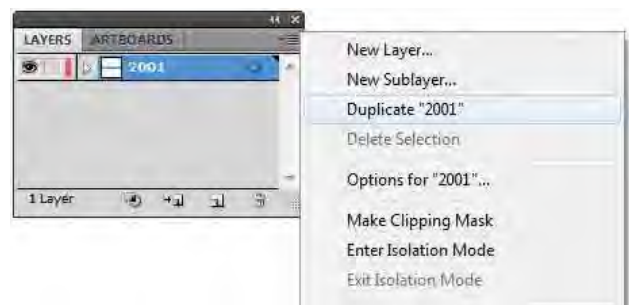 LAYERS ARTBOARDS
2001
1 Layer
New Layer...
New Sublayer...
Duplicate "2001"
Delete Selection
Options for "2001"...
Make Clipping Mask
Enter Isolation Mode
Exit Isolation Mode